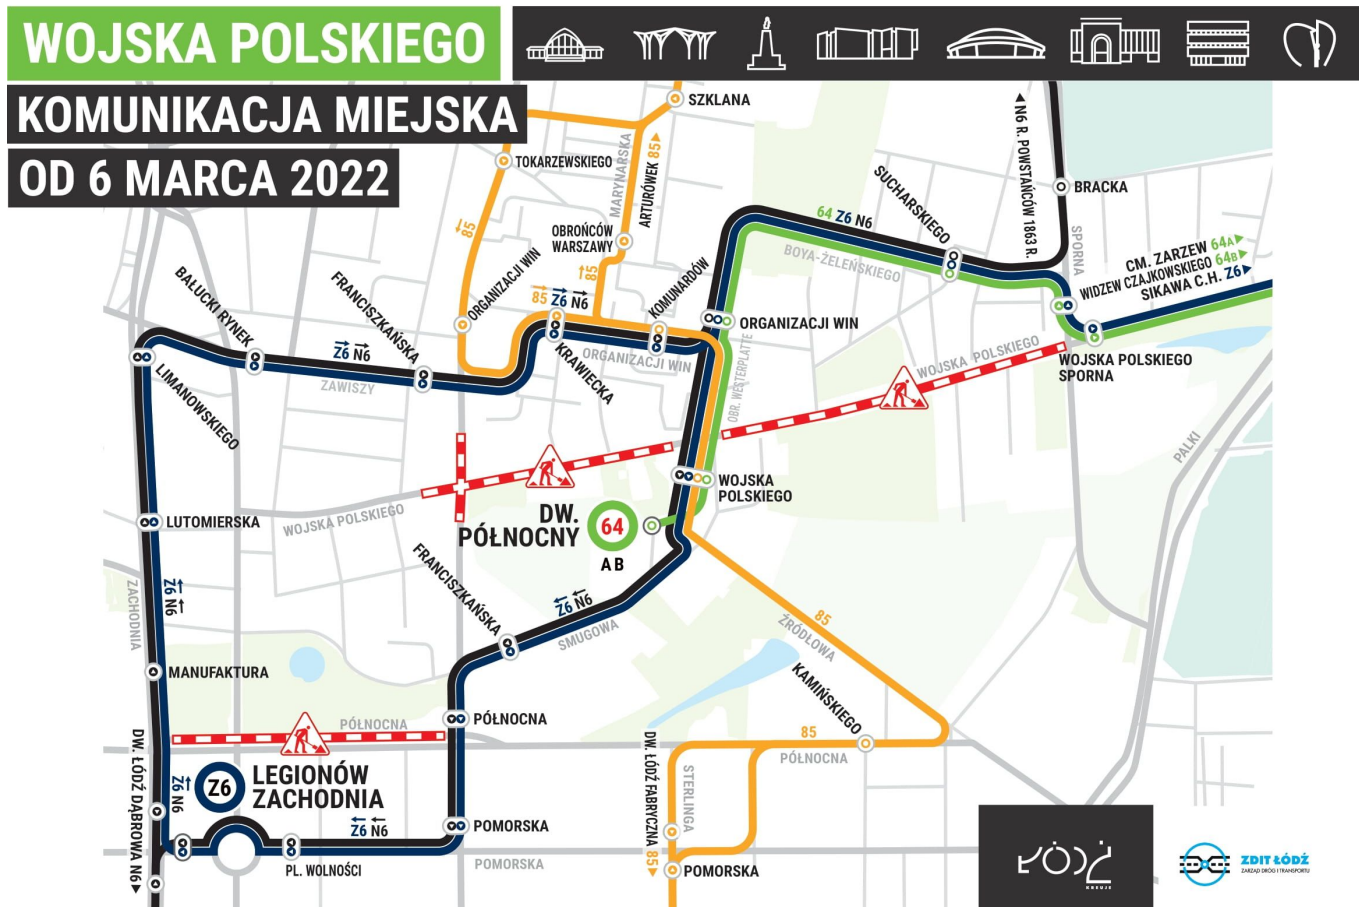 WOJSKA POLSKIEGO
KOMUNIKACJA MIEJSKA
OD 6 MARCA 2022
SZKLANA
TOKARZEWSKIEGO
MARYNARSKA
ARTURÓWEK 85
85
OBROŃCÓW
WARSZAWY
ORGANIZACJI WIN
85
85 Z6 N6
KOMUNARDÓW
64 Z6 N6
SUCHARSKIEGO
BOYA-ŻELEŃSKIEGO
N6 R. POWSTAŃCÓW 1863 R.
BRACKA
SPORNA
CM. ZARZEW 64A
WIDZEW CZAJKOWSKIEGO 64B
SIKAWA C.H. Z6
BAŁUCKI RYNEK
FRANCISZKAŃSKA
Z6 N6
ZAWISZY
LIMANOWSKIEGO
KRAWIECKA
ORGANIZACJI WIN
ORGANIZACJI WIN
OBR. WESTERPLATTE
WOJSKA POLSKIEGO
WOJSKA POLSKIEGO
SPORNA
PALKI
WOJSKA
POLSKIEGO
LUTOMIERSKA
WOJSKA POLSKIEGO
DW.
PÓŁNOCNY
64
A B
ZACHODNIA
Z6 N6
FRANCISZKAŃSKA
Z6 N6
SMUGOWA
85
ŹRÓDŁOWA
MANUFAKTURA
KAMIŃSKIEGO
PÓŁNOCNA
PÓŁNOCNA
85
PÓŁNOCNA
DW. ŁÓDŹ DĄBROWA N6
Z6 N6
Z6
LEGIONÓW
ZACHODNIA
DW. ŁÓDŹ FABRYCZNA 85
STERLINGA
Z6 N6
POMORSKA
PL. WOLNOŚCI
POMORSKA
POMORSKA
ŁÓDŹ
KREUJE
ZDIT ŁÓDŹ
ZARZĄD DRÓG I TRANSPORTU